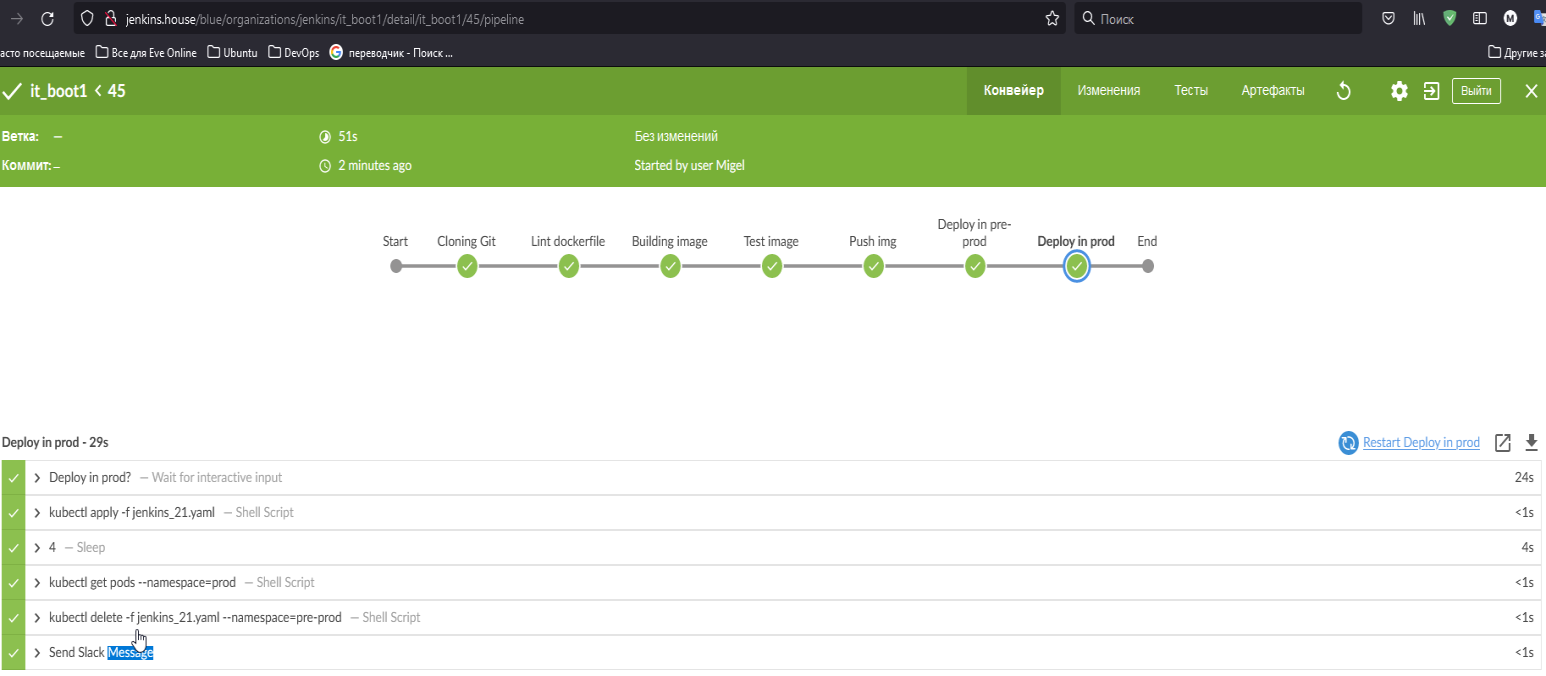 jenkins.house/blue/organizations/jenkins/it_boot1/detail/it_boot1/45/pipeline
Поиск
асто посещаемые Все для Eve Online Ubuntu DevOps переводчик - Поиск ... Другие за
it_boot1 < 45 Конвейер Изменения Тесты Артефакты Выйти
Ветка: – 51s Без изменений
Коммит: – 2 minutes ago Started by user Migel
Start Cloning Git Lint dockerfile Building image Test image Push img Deploy in pre-prod Deploy in prod End
Deploy in prod - 29s Restart Deploy in prod
Deploy in prod? — Wait for interactive input 24s
kubectl apply -f jenkins_21.yaml — Shell Script <1s
4 — Sleep 4s
kubectl get pods --namespace=prod — Shell Script <1s
kubectl delete -f jenkins_21.yaml --namespace=pre-prod — Shell Script <1s
Send Slack Message <1s